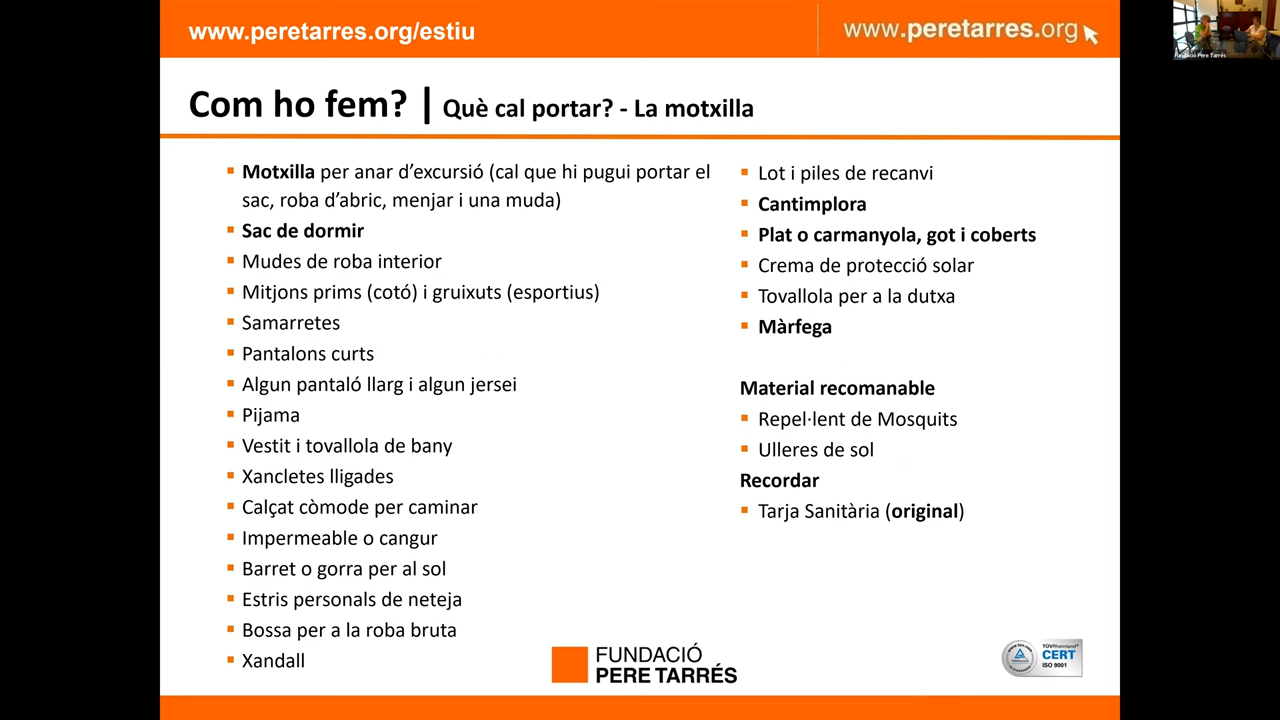 www.peretarres.org/estiu
www.peretarres.org
Fundació Pere Tarrés
Com ho fem? | Què cal portar? - La motxilla
Motxilla per anar d'excursió (cal que hi pugui portar el
sac, roba d'abric, menjar i una muda)
Sac de dormir
Mudes de roba interior
Mitjons prims (cotó) i gruixuts (esportius)
Samarretes
Pantalons curts
Algun pantaló llarg i algun jersei
Pijama
Vestit i tovallola de bany
Xancletes lligades
Calçat còmode per caminar
Impermeable o cangur
Barret o gorra per al sol
Estris personals de neteja
Bossa per a la roba bruta
Xandall
Lot i piles de recanvi
Cantimplora
Plat o carmanyola, got i coberts
Crema de protecció solar
Tovallola per a la dutxa
Màrfega
Material recomanable
Repel·lent de Mosquits
Ulleres de sol
Recordar
Tarja Sanitària (original)
FUNDACIÓ
PERE TARRÉS
TÜVRheinland
CERT
ISO 9001